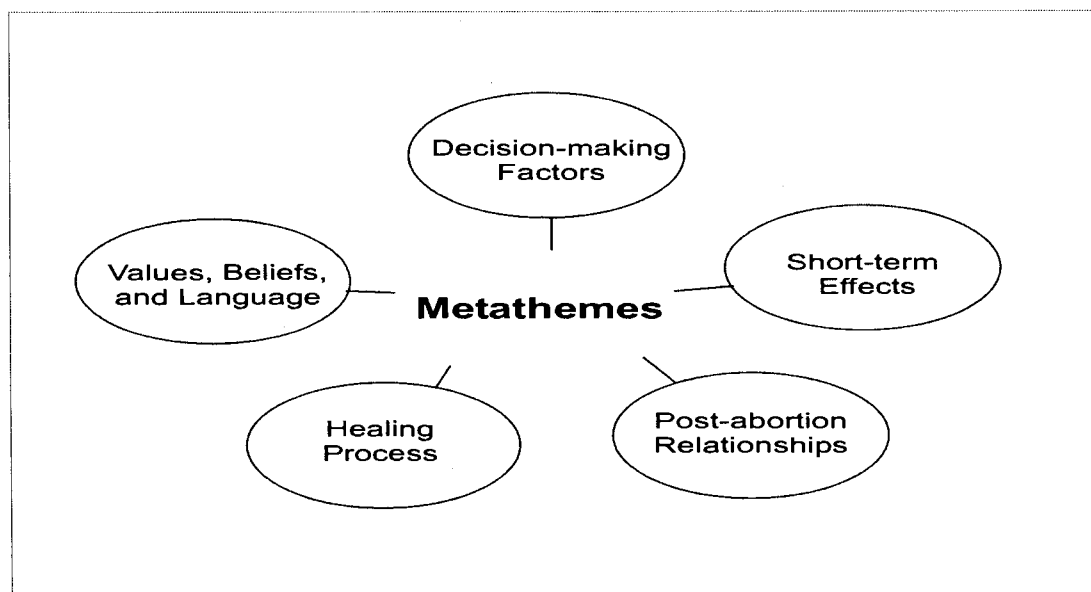 Decision-making
Factors
Values, Beliefs,
and Language
Short-term
Effects
Metathemes
Healing
Process
Post-abortion
Relationships